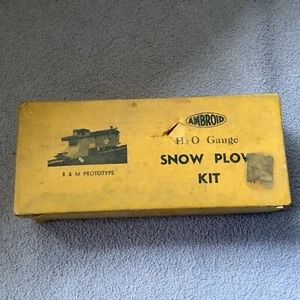 AMBROID
H O Gauge
SNOW PLOW
KIT
B & M PROTOTYPE